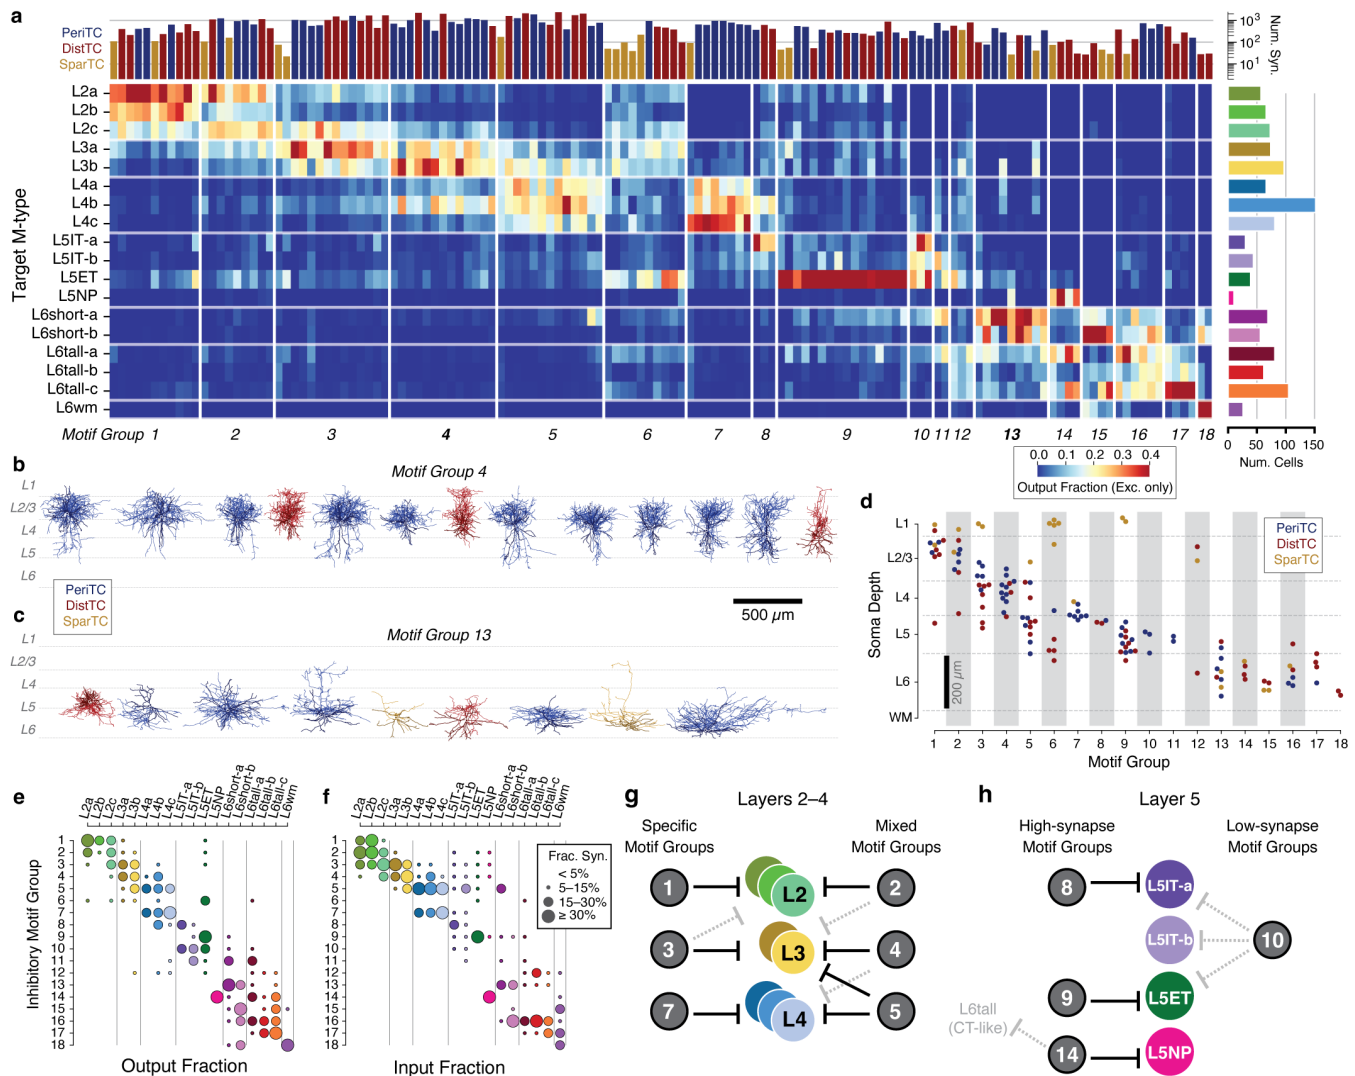 a
PeriTC
DistTC
SparTC
10³
10²
10¹
Num. Syn.
Target M-type
L2a
L2b
L2c
L3a
L3b
L4a
L4b
L4c
L5IT-a
L5IT-b
L5ET
L5NP
L6short-a
L6short-b
L6tall-a
L6tall-b
L6tall-c
L6wm
Motif Group 1 2 3 4 5 6 7 8 9 10 11 12 13 14 15 16 17 18
0 50 100 150
Num. Cells
0.0 0.1 0.2 0.3 0.4
Output Fraction (Exc. only)
b
Motif Group 4
L1
L2/3
L4
L5
L6
PeriTC
DistTC
SparTC
500 µm
c
Motif Group 13
L1
L2/3
L4
L5
L6
d
PeriTC
DistTC
SparTC
Soma Depth
L1
L2/3
L4
L5
L6
WM
200 µm
1 2 3 4 5 6 7 8 9 10 11 12 13 14 15 16 17 18
Motif Group
e
L2a L2b L2c L3a L3b L4a L4b L4c L5IT-a L5IT-b L5ET L5NP L6short-a L6short-b L6tall-a L6tall-b L6tall-c L6wm
Inhibitory Motif Group
1
2
3
4
5
6
7
8
9
10
11
12
13
14
15
16
17
18
Output Fraction
f
L2a L2b L2c L3a L3b L4a L4b L4c L5IT-a L5IT-b L5ET L5NP L6short-a L6short-b L6tall-a L6tall-b L6tall-c L6wm
1
2
3
4
5
6
7
8
9
10
11
12
13
14
15
16
17
18
Input Fraction
Frac. Syn.
< 5%
5–15%
15–30%
≥ 30%
g
Layers 2–4
Specific
Motif Groups
Mixed
Motif Groups
1 L2 2
3 L3 4
7 L4 5
h
Layer 5
High-synapse
Motif Groups
Low-synapse
Motif Groups
8 L5IT-a
L5IT-b 10
9 L5ET
L6tall
(CT-like)
14 L5NP